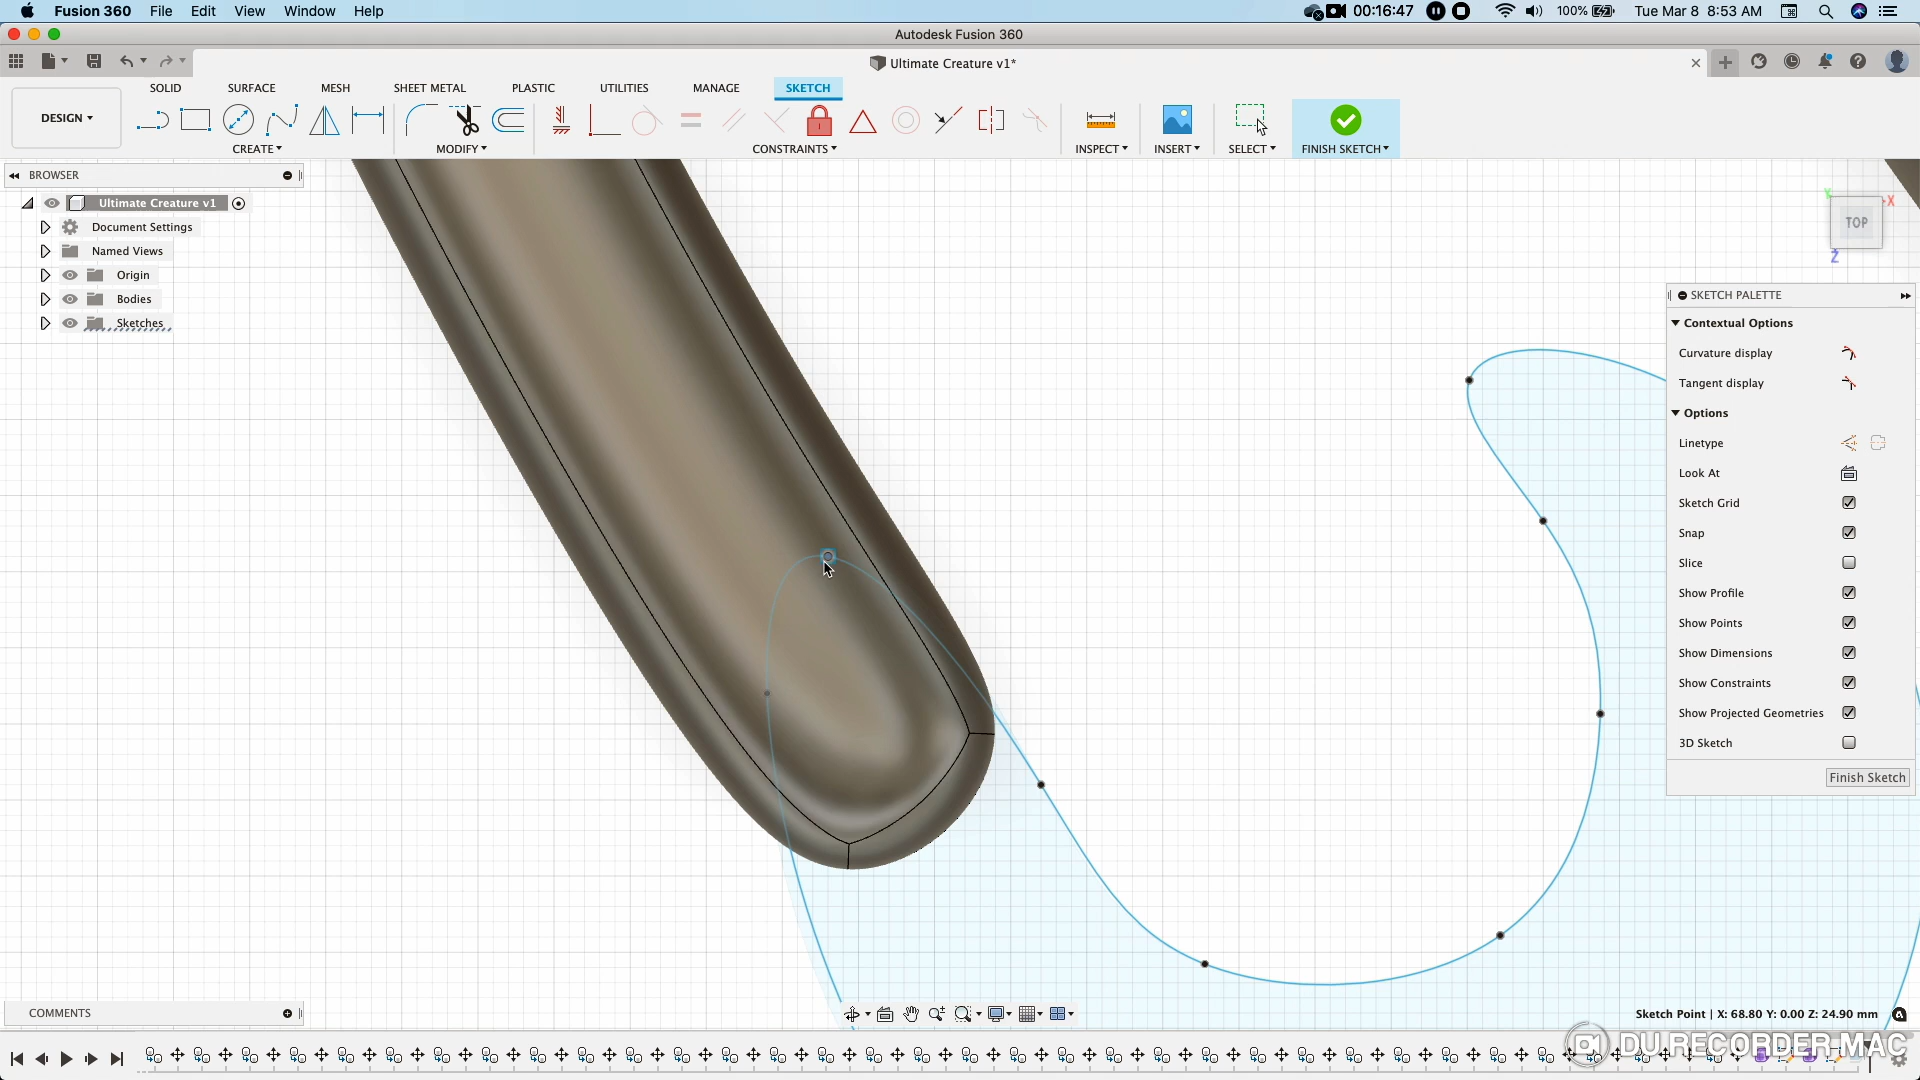 Fusion 360 File Edit View Window Help 00:16:47 100% Tue Mar 8 8:53 AM
Autodesk Fusion 360
Ultimate Creature v1*
SOLID SURFACE MESH SHEET METAL PLASTIC UTILITIES MANAGE SKETCH
DESIGN
CREATE MODIFY CONSTRAINTS INSPECT INSERT SELECT FINISH SKETCH
BROWSER
Ultimate Creature v1
Document Settings
Named Views
Origin
Bodies
Sketches
Y X
TOP
Z
SKETCH PALETTE
Contextual Options
Curvature display
Tangent display
Options
Linetype
Look At
Sketch Grid
Snap
Slice
Show Profile
Show Points
Show Dimensions
Show Constraints
Show Projected Geometries
3D Sketch
Finish Sketch
COMMENTS
Sketch Point | X: 68.80 Y: 0.00 Z: 24.90 mm
DU RECORDER MAC